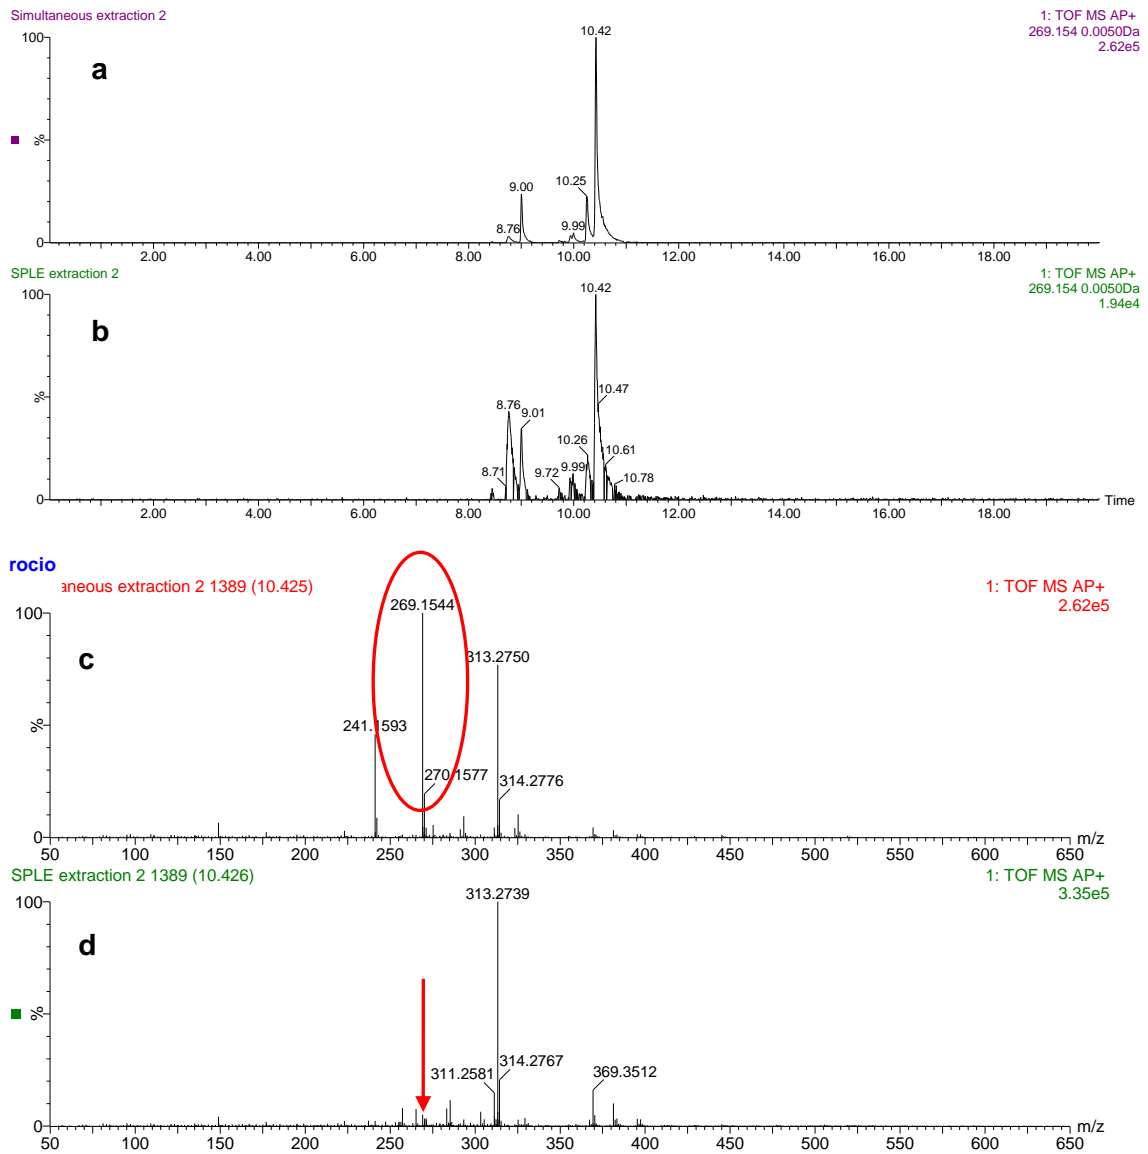 Simultaneous extraction 2
1: TOF MS AP+
269.154 0.0050Da
2.62e5
a
100
%
0
8.76
9.00
9.99
10.25
10.42
2.00 4.00 6.00 8.00 10.00 12.00 14.00 16.00 18.00
SPLE extraction 2
1: TOF MS AP+
269.154 0.0050Da
1.94e4
b
100
%
0
8.71
8.76
9.01
9.72
9.99
10.26
10.42
10.47
10.61
10.78
2.00 4.00 6.00 8.00 10.00 12.00 14.00 16.00 18.00 Time
rocio
aneous extraction 2 1389 (10.425)
1: TOF MS AP+
2.62e5
c
100
%
0
241.1593
269.1544
270.1577
313.2750
314.2776
50 100 150 200 250 300 350 400 450 500 550 600 650 m/z
SPLE extraction 2 1389 (10.426)
1: TOF MS AP+
3.35e5
d
100
%
0
313.2739
311.2581
314.2767
369.3512
50 100 150 200 250 300 350 400 450 500 550 600 650 m/z